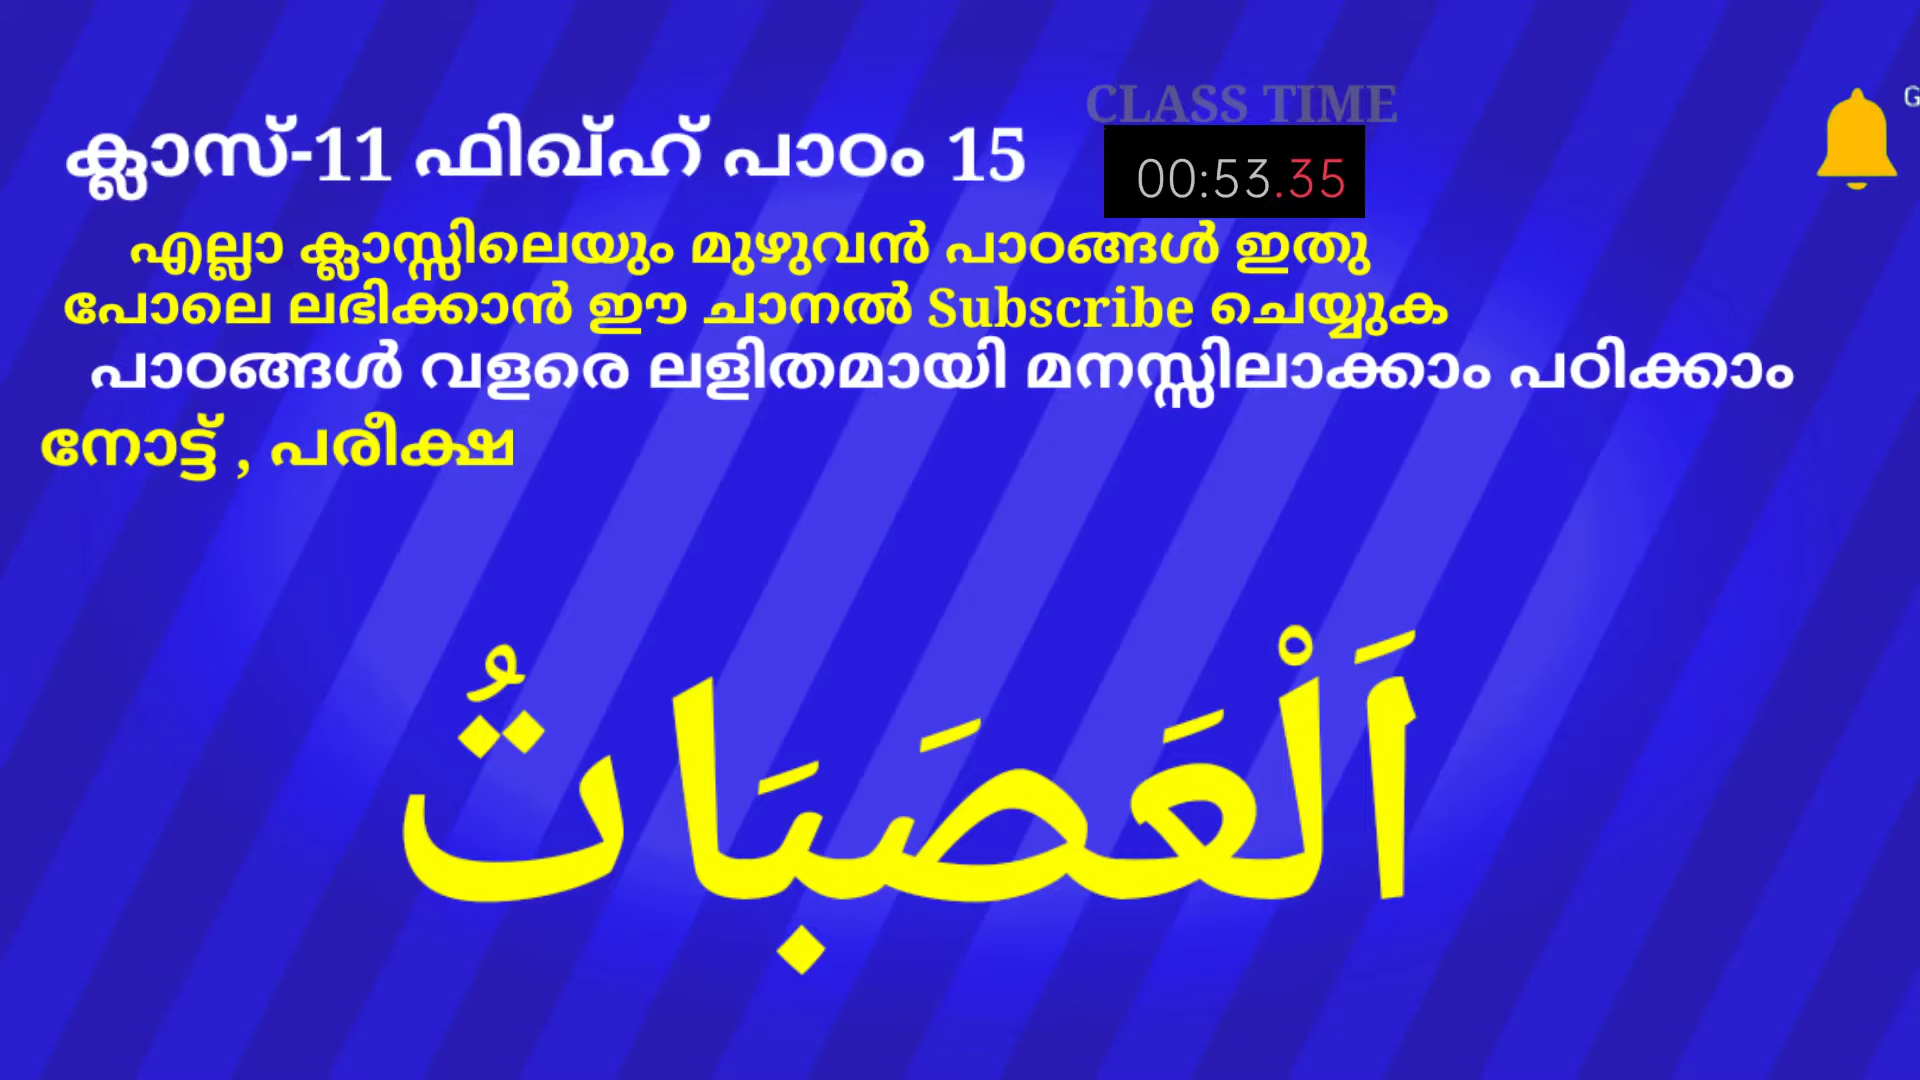 CLASS TIME
ക്ലാസ്-11 ഫിഖ്ഹ് പാഠം 15
00:53.35
എല്ലാ ക്ലാസ്സിലെയും മുഴുവൻ പാഠങ്ങൾ ഇതു
പോലെ ലഭിക്കാൻ ഈ ചാനൽ Subscribe ചെയ്യുക
പാഠങ്ങൾ വളരെ ലളിതമായി മനസ്സിലാക്കാം പഠിക്കാം
നോട്ട് , പരീക്ഷ
اَلْعَصَبَاتُ